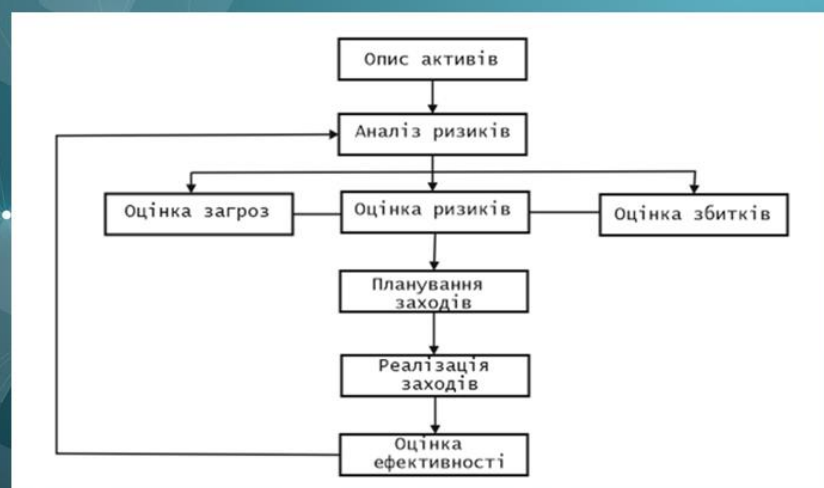 Опис активів
Аналіз ризиків
Оцінка загроз
Оцінка ризиків
Оцінка збитків
Планування
заходів
Реалізація
заходів
Оцінка
ефективності